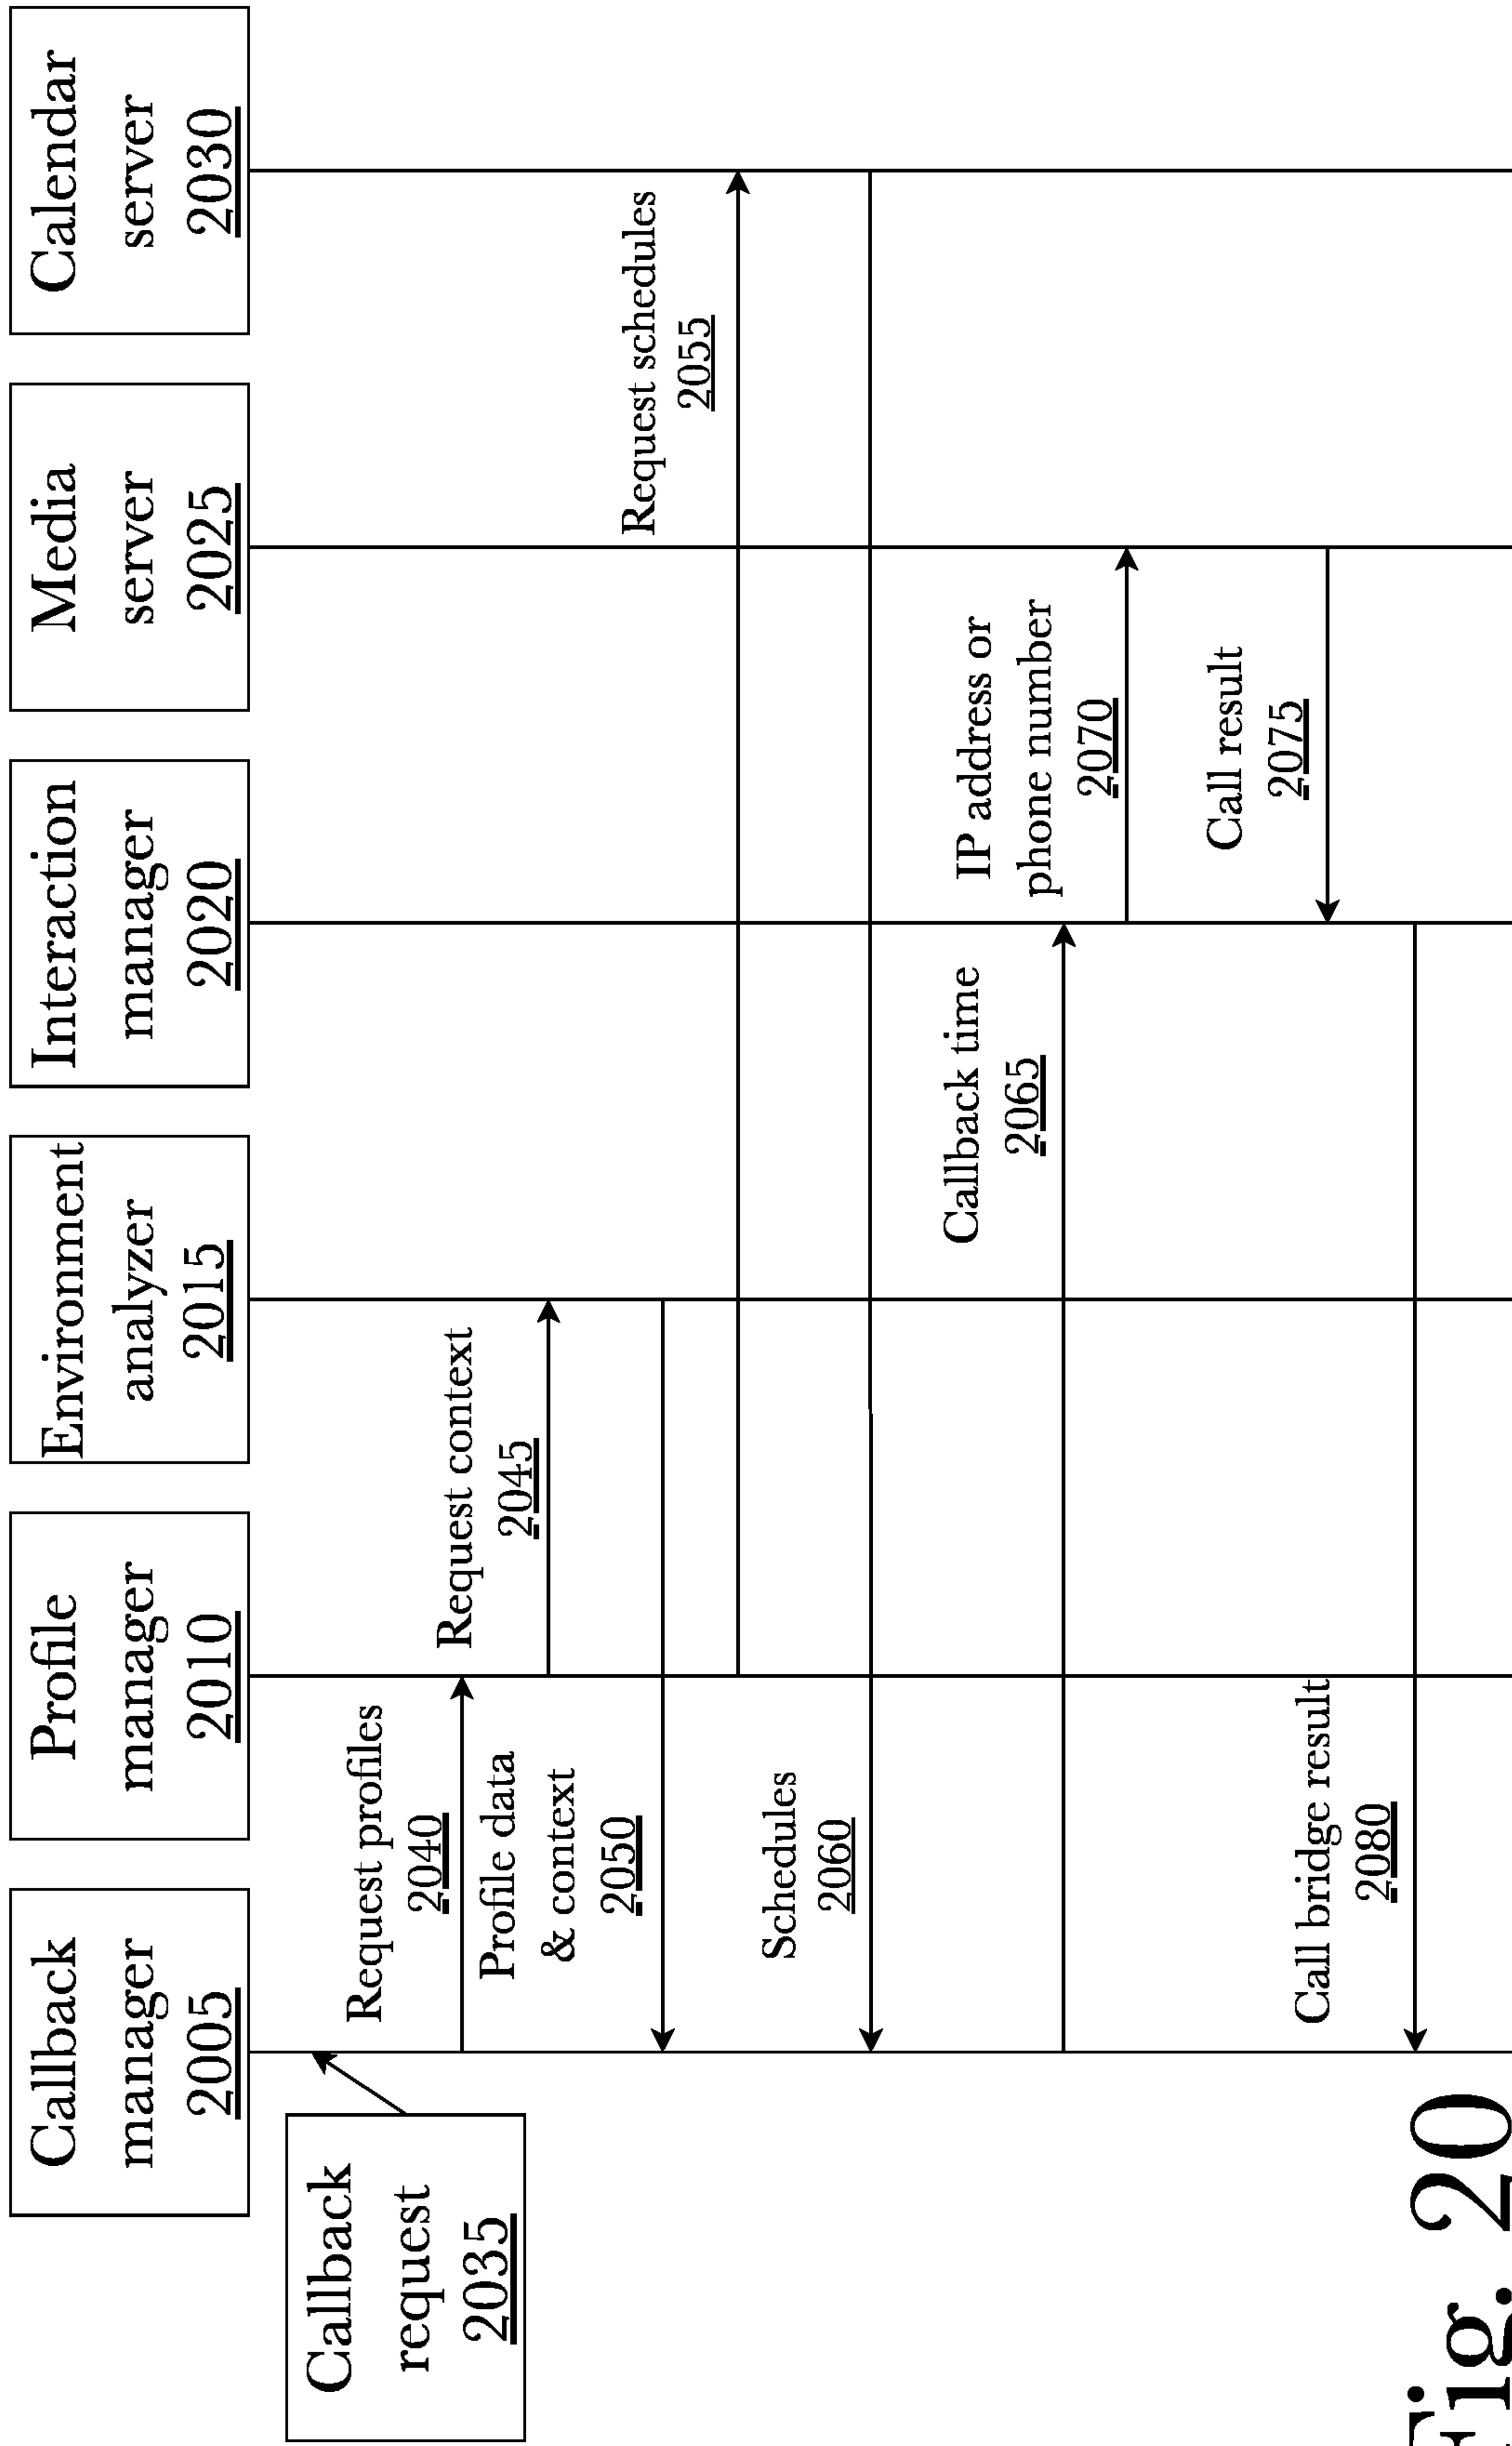 Callback
manager
2005
Profile
manager
2010
Environment
analyzer
2015
Interaction
manager
2020
Media
server
2025
Calendar
server
2030
Callback
request
2035
Request profiles
2040
Request context
2045
Profile data
& context
2050
Request schedules
2055
Schedules
2060
Callback time
2065
IP address or
phone number
2070
Call result
2075
Call bridge result
2080
Fig. 20